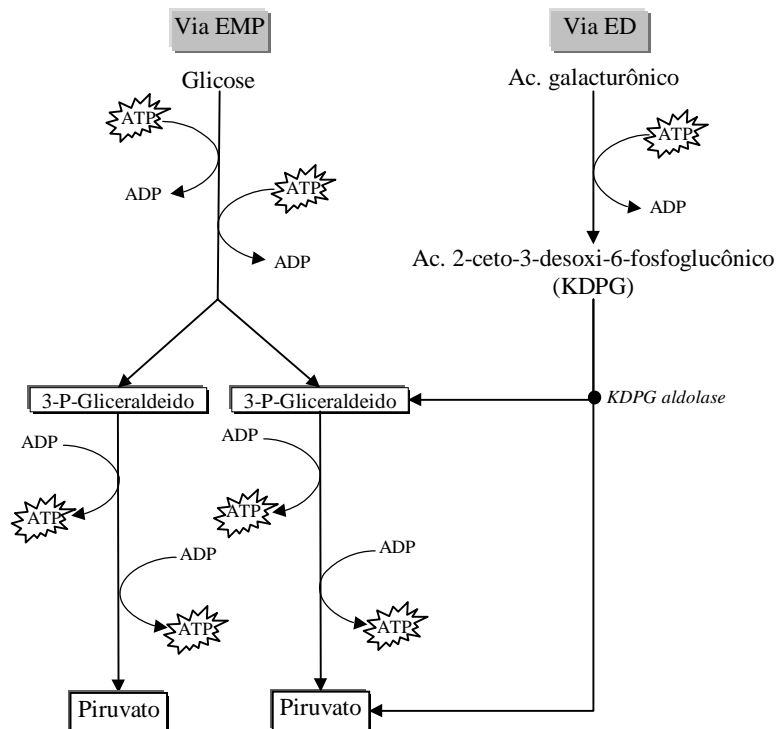 Via EMP
Via ED
Glicose
Ac. galacturônico
ATP
ATP
ADP
ATP
ADP
ADP
Ac. 2-ceto-3-desoxi-6-fosfoglucônico
(KDPG)
3-P-Gliceraldeido
3-P-Gliceraldeido
KDPG aldolase
ADP
ADP
ATP
ATP
ADP
ADP
ATP
ATP
Piruvato
Piruvato